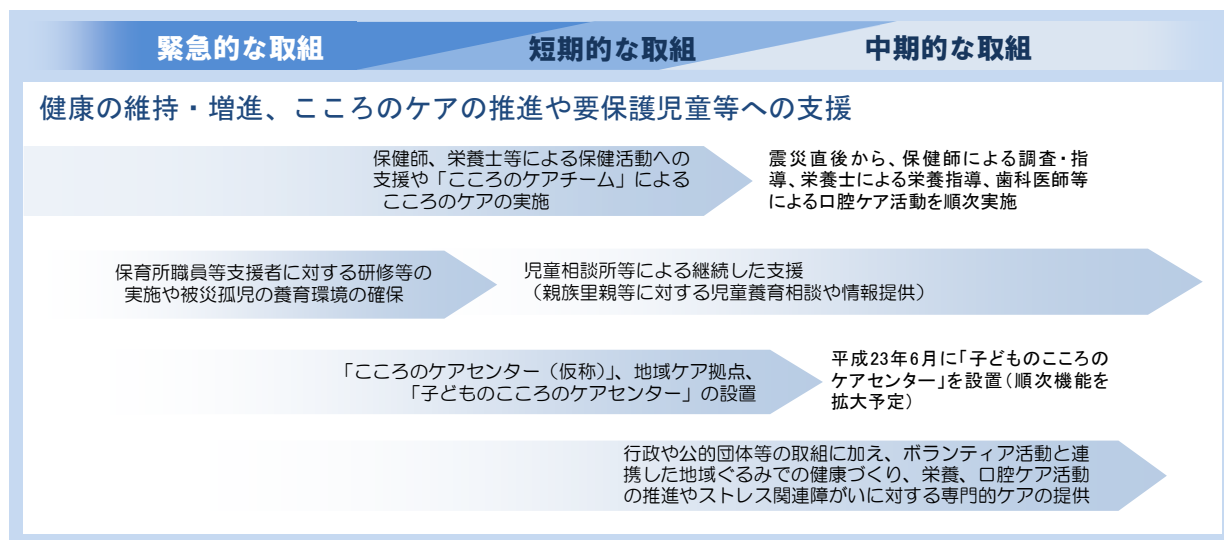 緊急的な取組
短期的な取組
中期的な取組
健康の維持・増進、こころのケアの推進や要保護児童等への支援
保健師、栄養士等による保健活動への
支援や「こころのケアチーム」による
こころのケアの実施
震災直後から、保健師による調査・指
導、栄養士による栄養指導、歯科医師等
による口腔ケア活動を順次実施
保育所職員等支援者に対する研修等の
実施や被災孤児の養育環境の確保
児童相談所等による継続した支援
（親族里親等に対する児童養育相談や情報提供）
「こころのケアセンター（仮称）」、地域ケア拠点、
「子どものこころのケアセンター」の設置
平成23年6月に「子どものこころの
ケアセンター」を設置（順次機能を
拡大予定）
行政や公的団体等の取組に加え、ボランティア活動と連
携した地域ぐるみでの健康づくり、栄養、口腔ケア活動
の推進やストレス関連障がいに対する専門的ケアの提供